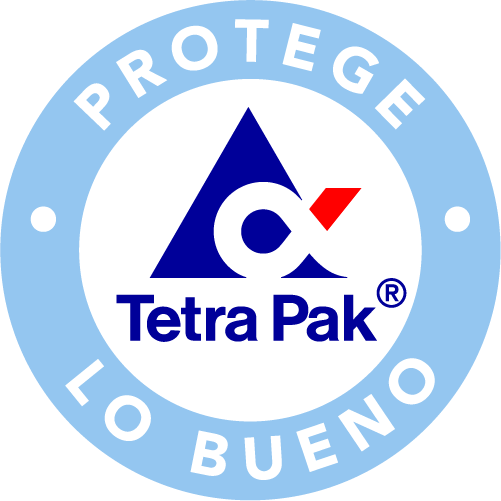 PROTEGE
Tetra Pak®
LO BUENO